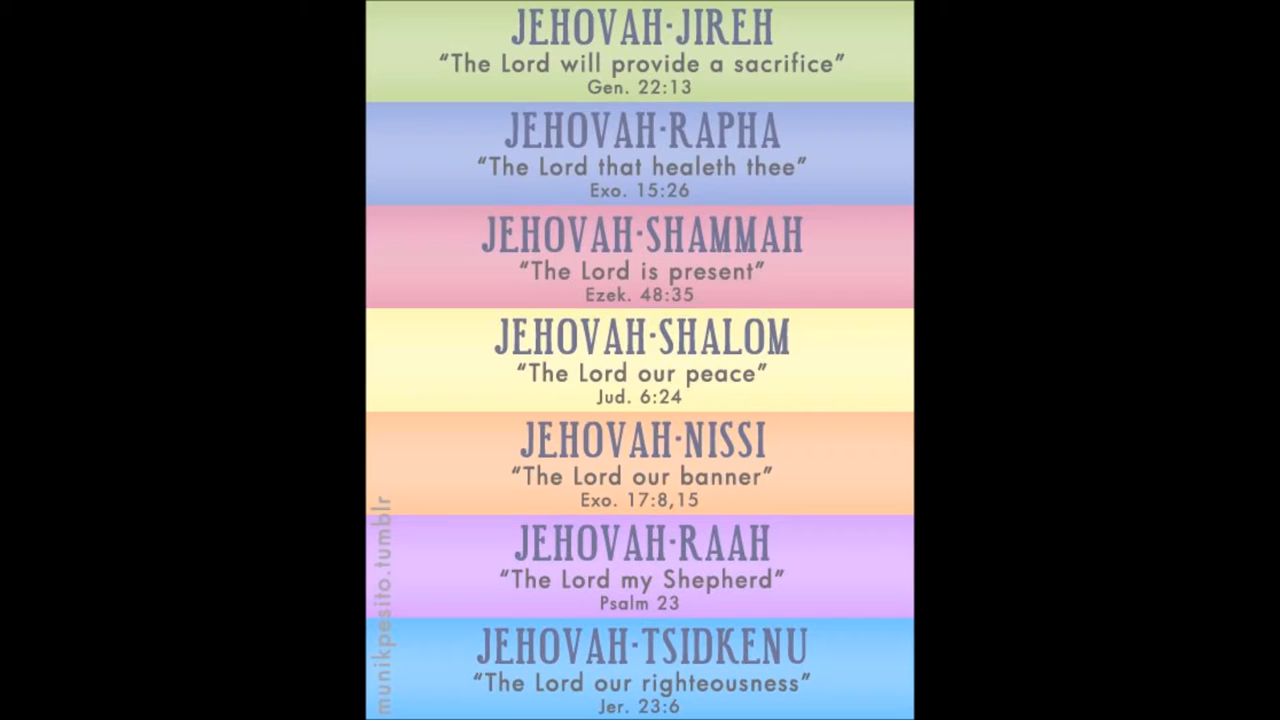 JEHOVAH·JIREH
“The Lord will provide a sacrifice”
Gen. 22:13
JEHOVAH·RAPHA
“The Lord that healeth thee”
Exo. 15:26
JEHOVAH·SHAMMAH
“The Lord is present”
Ezek. 48:35
JEHOVAH·SHALOM
“The Lord our peace”
Jud. 6:24
JEHOVAH·NISSI
“The Lord our banner”
Exo. 17:8,15
JEHOVAH·RAAH
“The Lord my Shepherd”
Psalm 23
JEHOVAH·TSIDKENU
“The Lord our righteousness”
Jer. 23:6
munikpesito.tumblr